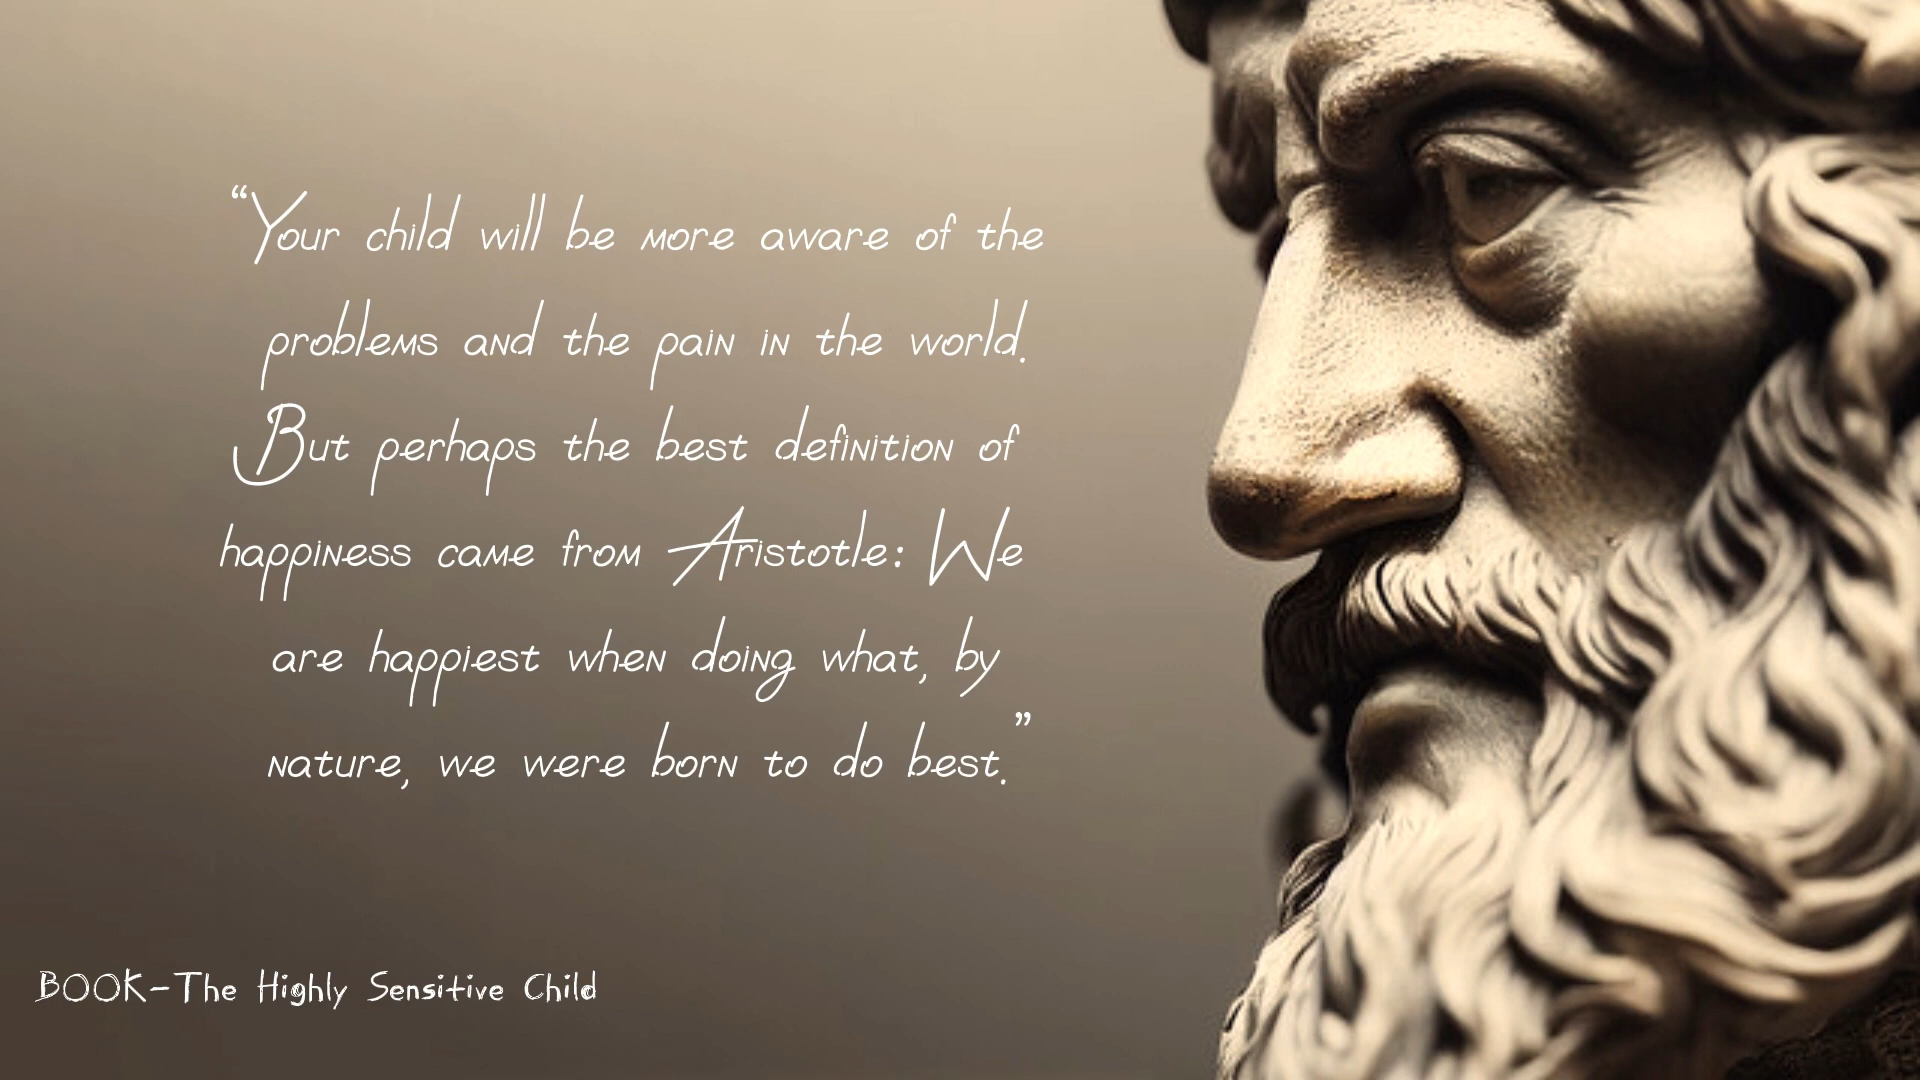 “Your child will be more aware of the
problems and the pain in the world.
But perhaps the best definition of
happiness came from Aristotle: We
are happiest when doing what, by
nature, we were born to do best.”
BOOK-The Highly Sensitive Child